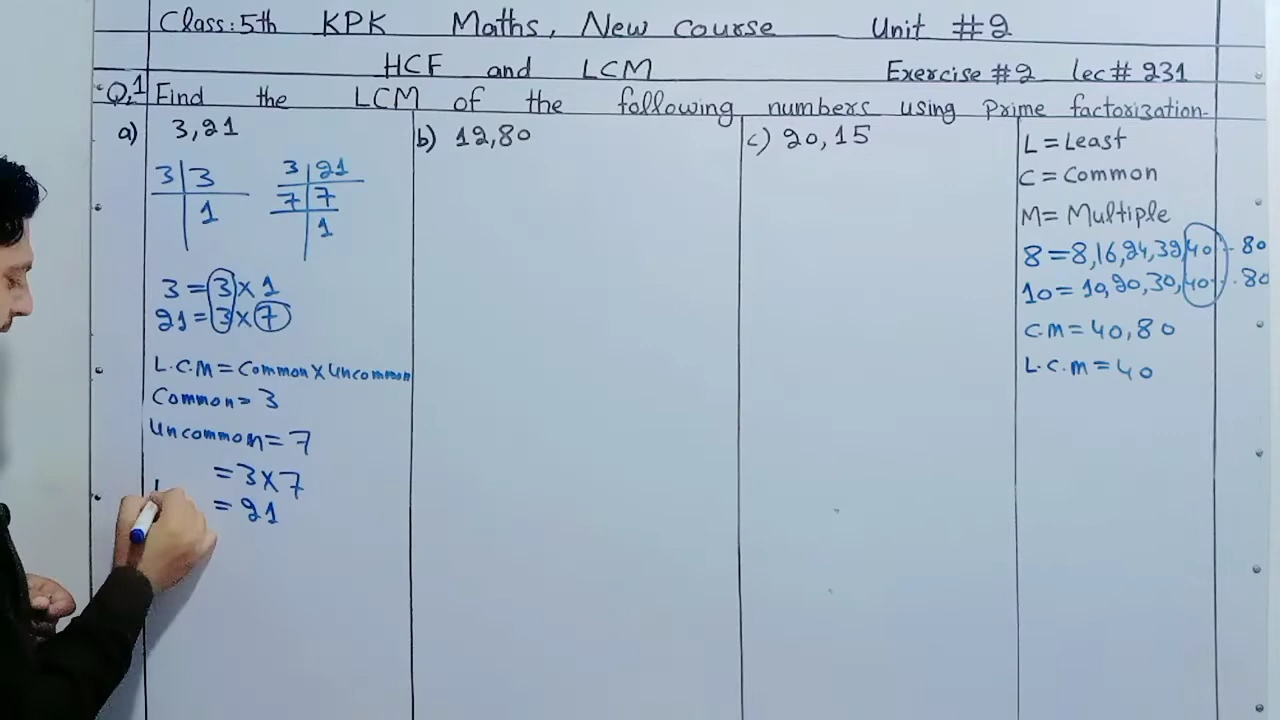 Class:5th KPK Maths, New Course Unit #2
HCF and LCM Exercise #2 lec# 231
Q.1 Find the LCM of the following numbers using Prime factorization.
a) 3,21
3 3
1
3 21
7 7
1
3 = 3 × 1
21 = 3 × 7
L.C.M = Common × Uncommon
Common = 3
Uncommon = 7
= 3 × 7
= 21
b) 12,80
c) 20,15
L = Least
C = Common
M = Multiple
8 = 8,16,24,32,40 - 80
10 = 10,20,30,40 - . 80
C.M = 40,80
L.C.M = 40